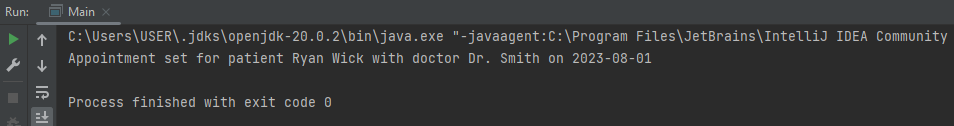 Run: Main
C:\Users\USER\.jdks\openjdk-20.0.2\bin\java.exe "-javaagent:C:\Program Files\JetBrains\IntelliJ IDEA Community
Appointment set for patient Ryan Wick with doctor Dr. Smith on 2023-08-01
Process finished with exit code 0